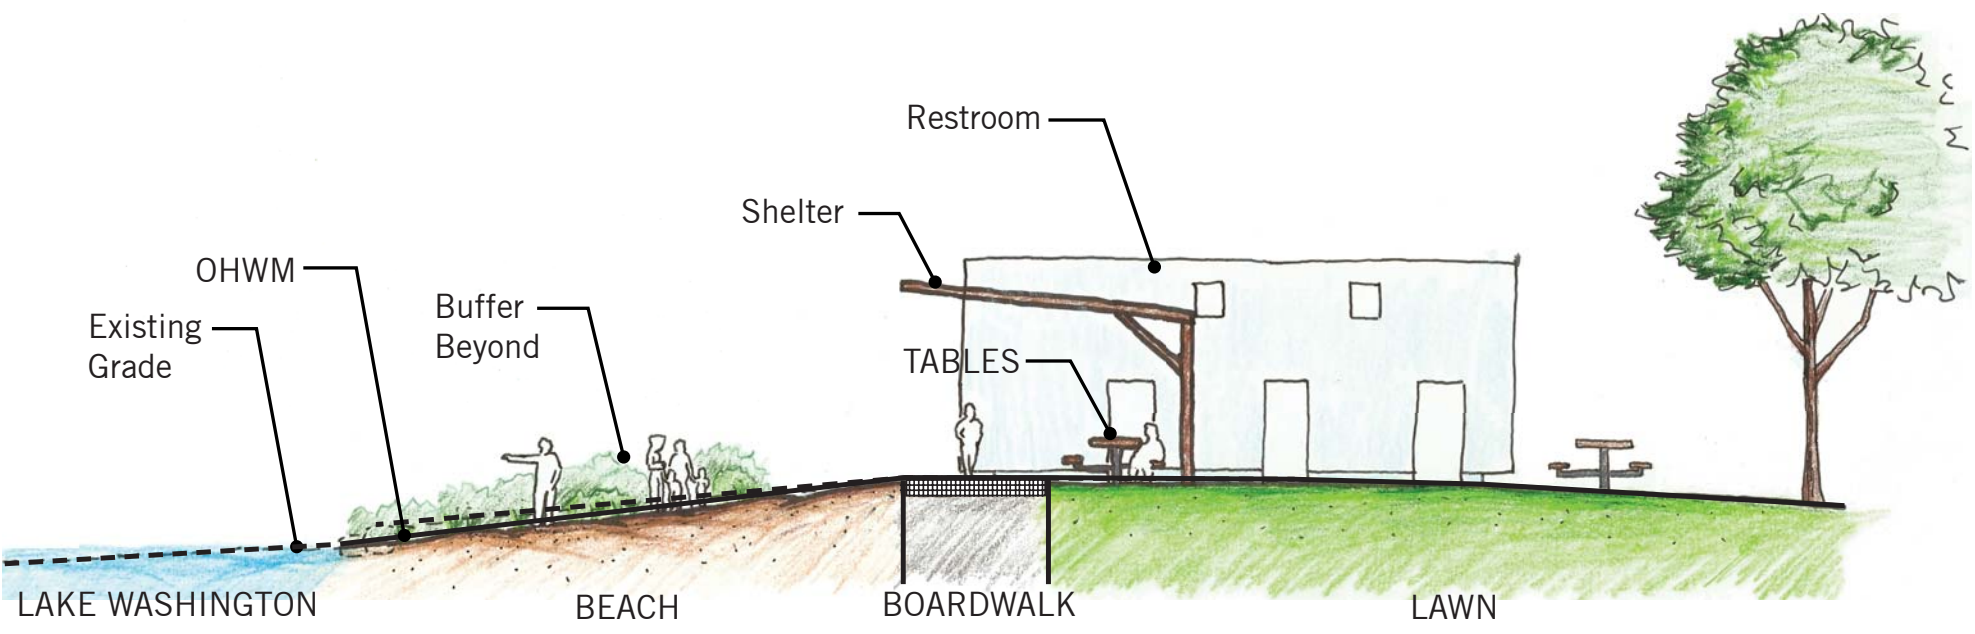 Restroom
Shelter
OHWM
Buffer
Beyond
Existing
Grade
TABLES
LAKE WASHINGTON
BEACH
BOARDWALK
LAWN